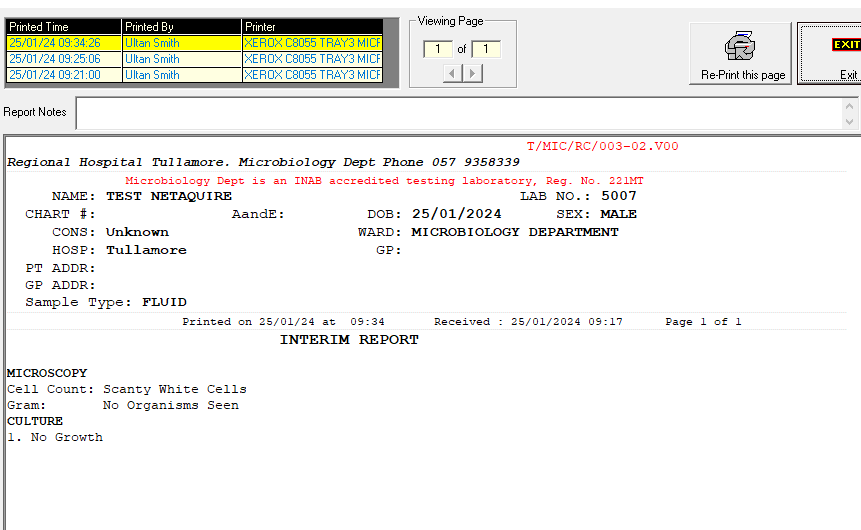 Printed Time Printed By Printer
25/01/24 09:34:26 Ultan Smith XEROX C8055 TRAY3 MICF
25/01/24 09:25:06 Ultan Smith XEROX C8055 TRAY3 MICF
25/01/24 09:21:00 Ultan Smith XEROX C8055 TRAY3 MICF
Viewing Page
1 of 1
Re-Print this page
EXIT
Exit
Report Notes
T/MIC/RC/003-02.V00
Regional Hospital Tullamore. Microbiology Dept Phone 057 9358339
Microbiology Dept is an INAB accredited testing laboratory, Reg. No. 221MT
NAME: TEST NETAQUIRE LAB NO.: 5007
CHART #: AandE: DOB: 25/01/2024 SEX: MALE
CONS: Unknown WARD: MICROBIOLOGY DEPARTMENT
HOSP: Tullamore GP:
PT ADDR:
GP ADDR:
Sample Type: FLUID
Printed on 25/01/24 at 09:34 Received : 25/01/2024 09:17 Page 1 of 1
INTERIM REPORT
MICROSCOPY
Cell Count: Scanty White Cells
Gram: No Organisms Seen
CULTURE
1. No Growth